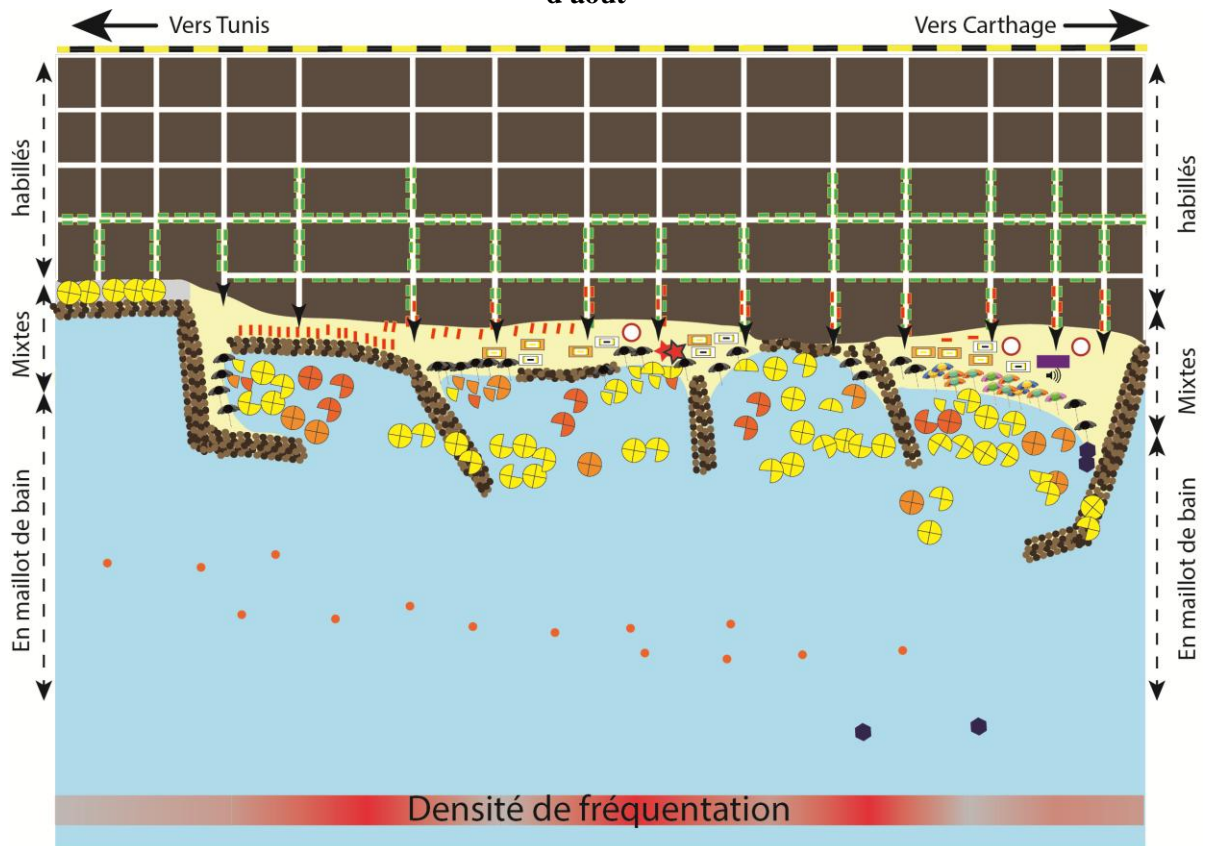 d'août
Vers Tunis
Vers Carthage
habillés
habillés
Mixtes
Mixtes
En maillot de bain
En maillot de bain
Densité de fréquentation